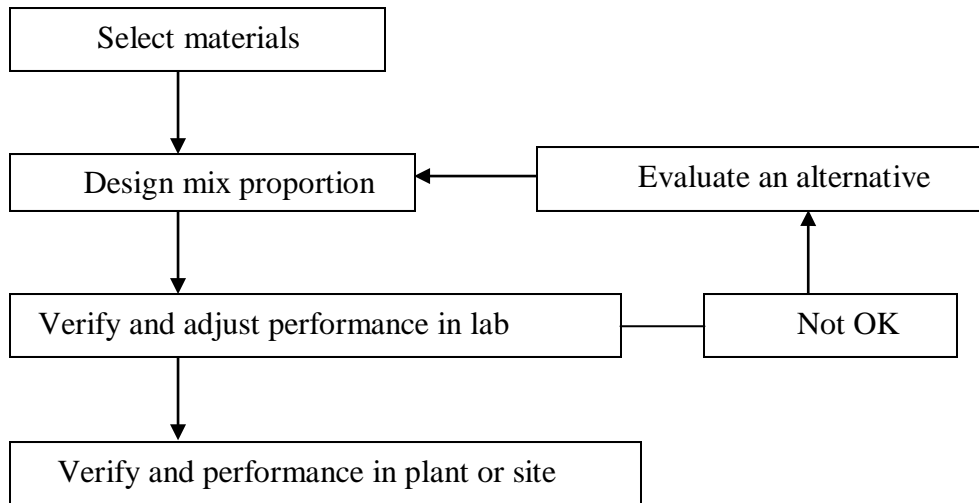 Select materials
Design mix proportion
Evaluate an alternative
Verify and adjust performance in lab
Not OK
Verify and performance in plant or site